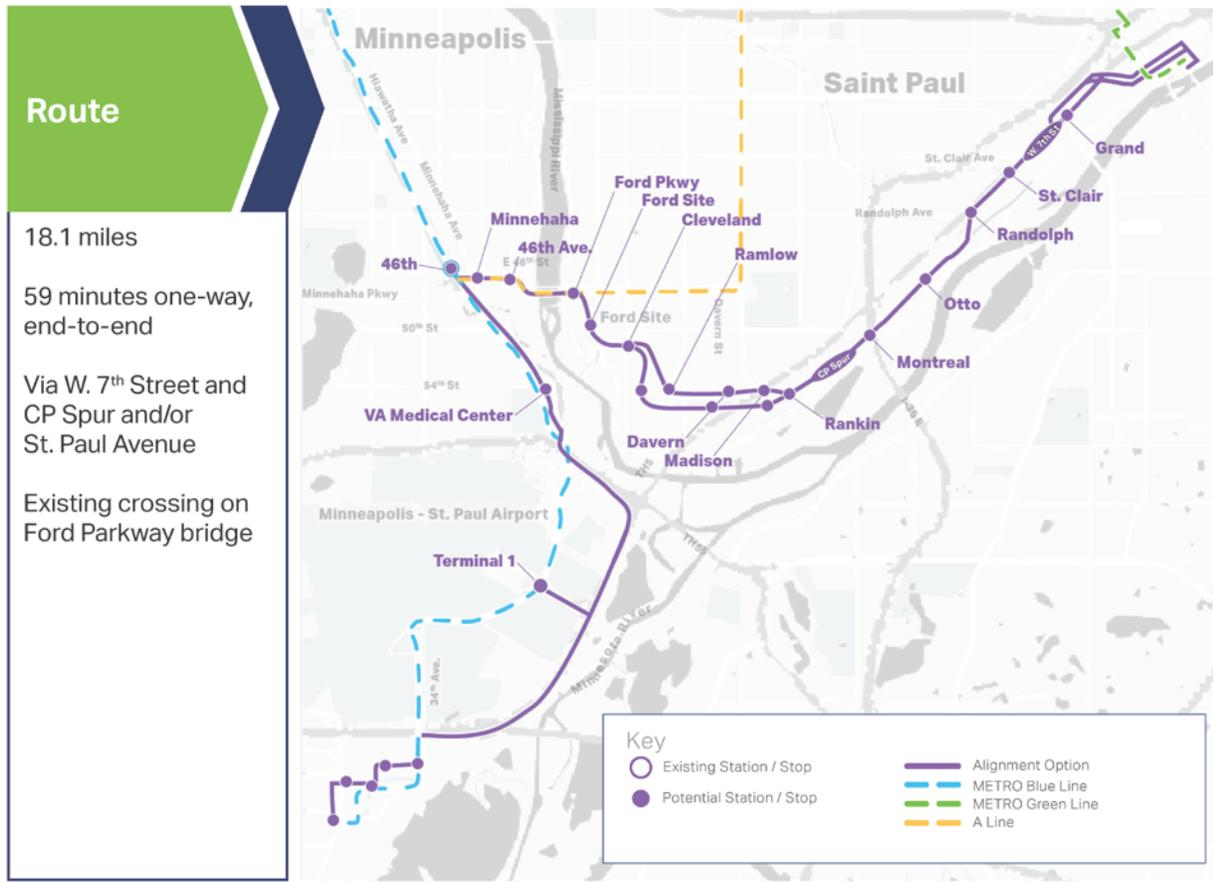 Route
18.1 miles
59 minutes one-way,
end-to-end
Via W. 7th Street and
CP Spur and/or
St. Paul Avenue
Existing crossing on
Ford Parkway bridge
Minneapolis
Saint Paul
Hiawatha Ave
Mississippi River
Minnehaha Ave
W. 7th St
Grand
St. Clair Ave
St. Clair
Ford Pkwy
Ford Site
Cleveland
Randolph Ave
Randolph
Minnehaha
46th Ave.
E 46th St
Ramlow
46th
Minnehaha Pkwy
Otto
50th St
Ford Site
Davern St
Montreal
CP Spur
54th St
VA Medical Center
I-35 E
Rankin
Davern
Madison
TH5
Minneapolis - St. Paul Airport
TH55
Terminal 1
Minnesota River
34th Ave.
Key
Existing Station / Stop
Potential Station / Stop
Alignment Option
METRO Blue Line
METRO Green Line
A Line